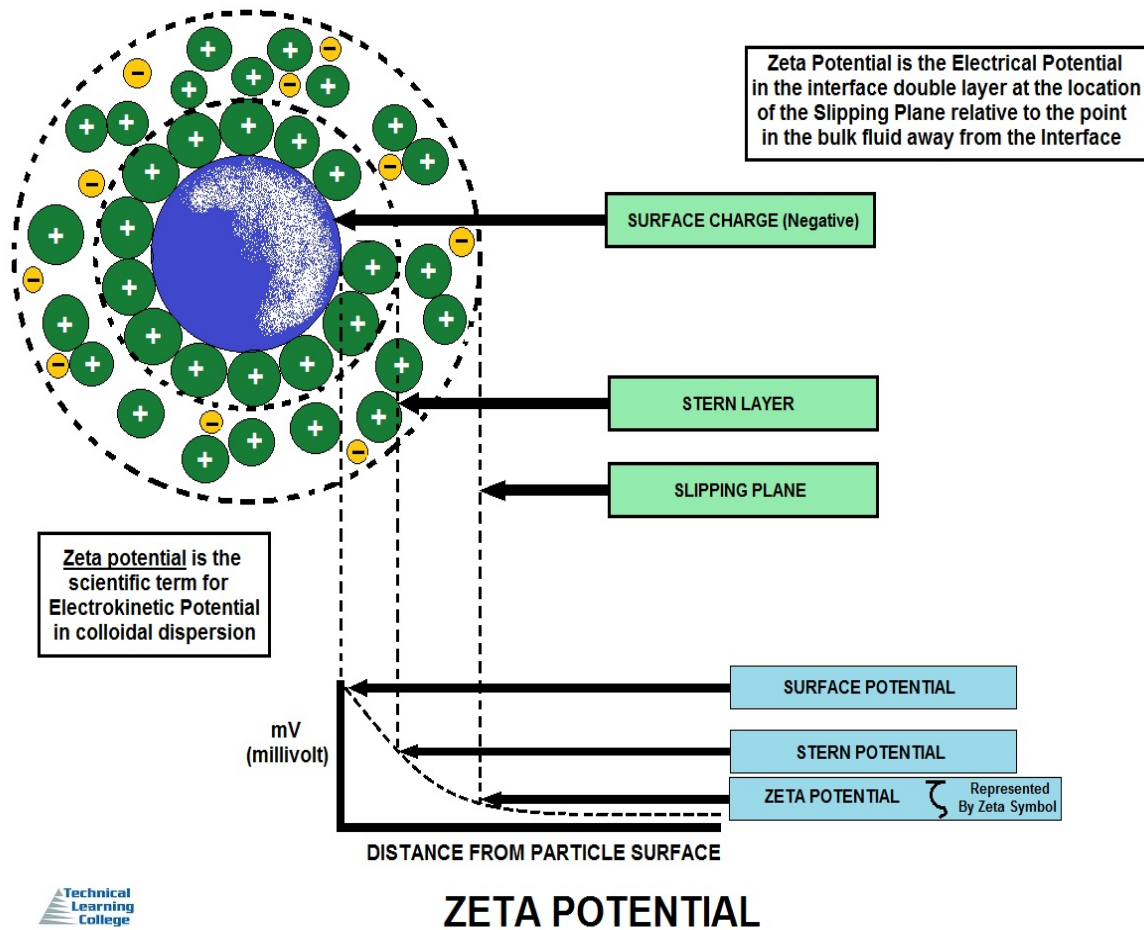 Zeta Potential is the Electrical Potential
in the interface double layer at the location
of the Slipping Plane relative to the point
in the bulk fluid away from the Interface
SURFACE CHARGE (Negative)
STERN LAYER
SLIPPING PLANE
Zeta potential is the
scientific term for
Electrokinetic Potential
in colloidal dispersion
SURFACE POTENTIAL
mV
(millivolt)
STERN POTENTIAL
ZETA POTENTIAL ζ Represented
By Zeta Symbol
DISTANCE FROM PARTICLE SURFACE
Technical
Learning
College
ZETA POTENTIAL